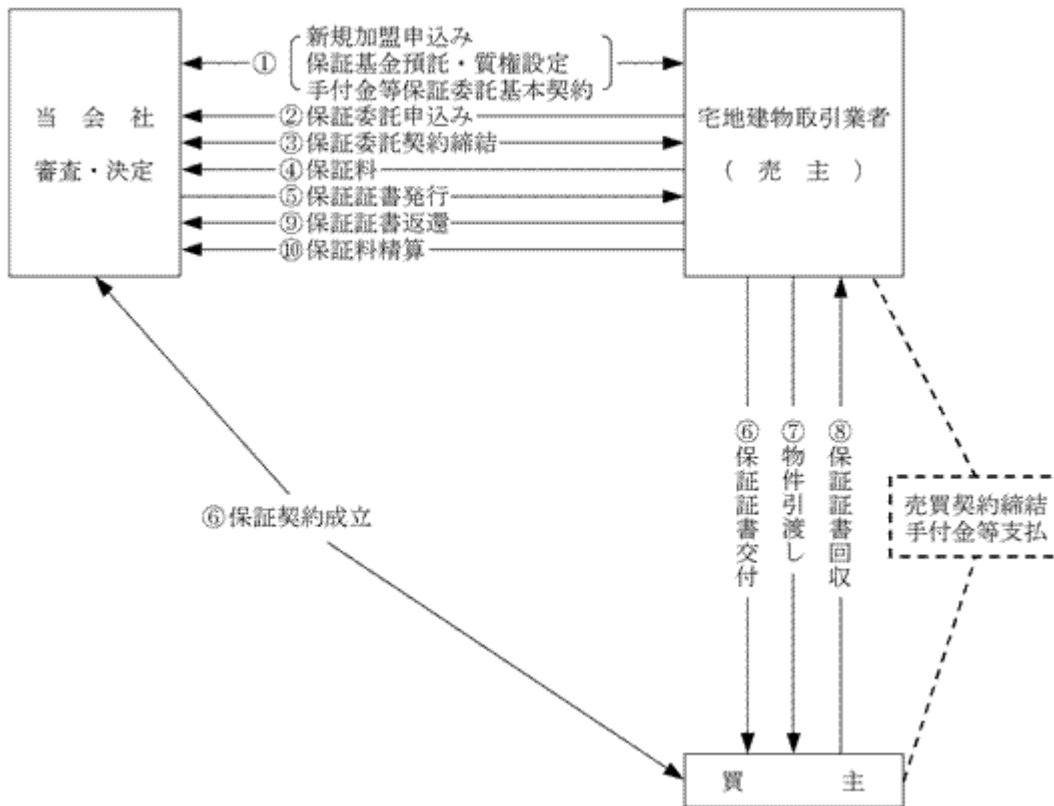 当会社
審査・決定
①
新規加盟申込み
保証基金預託・質権設定
手付金等保証委託基本契約
②保証委託申込み
③保証委託契約締結
④保証料
⑤保証証書発行
⑨保証証書返還
⑩保証料精算
宅地建物取引業者
(売主)
⑥保証契約成立
⑥保証証書交付
⑦物件引渡し
⑧保証証書回収
売買契約締結
手付金等支払
買主